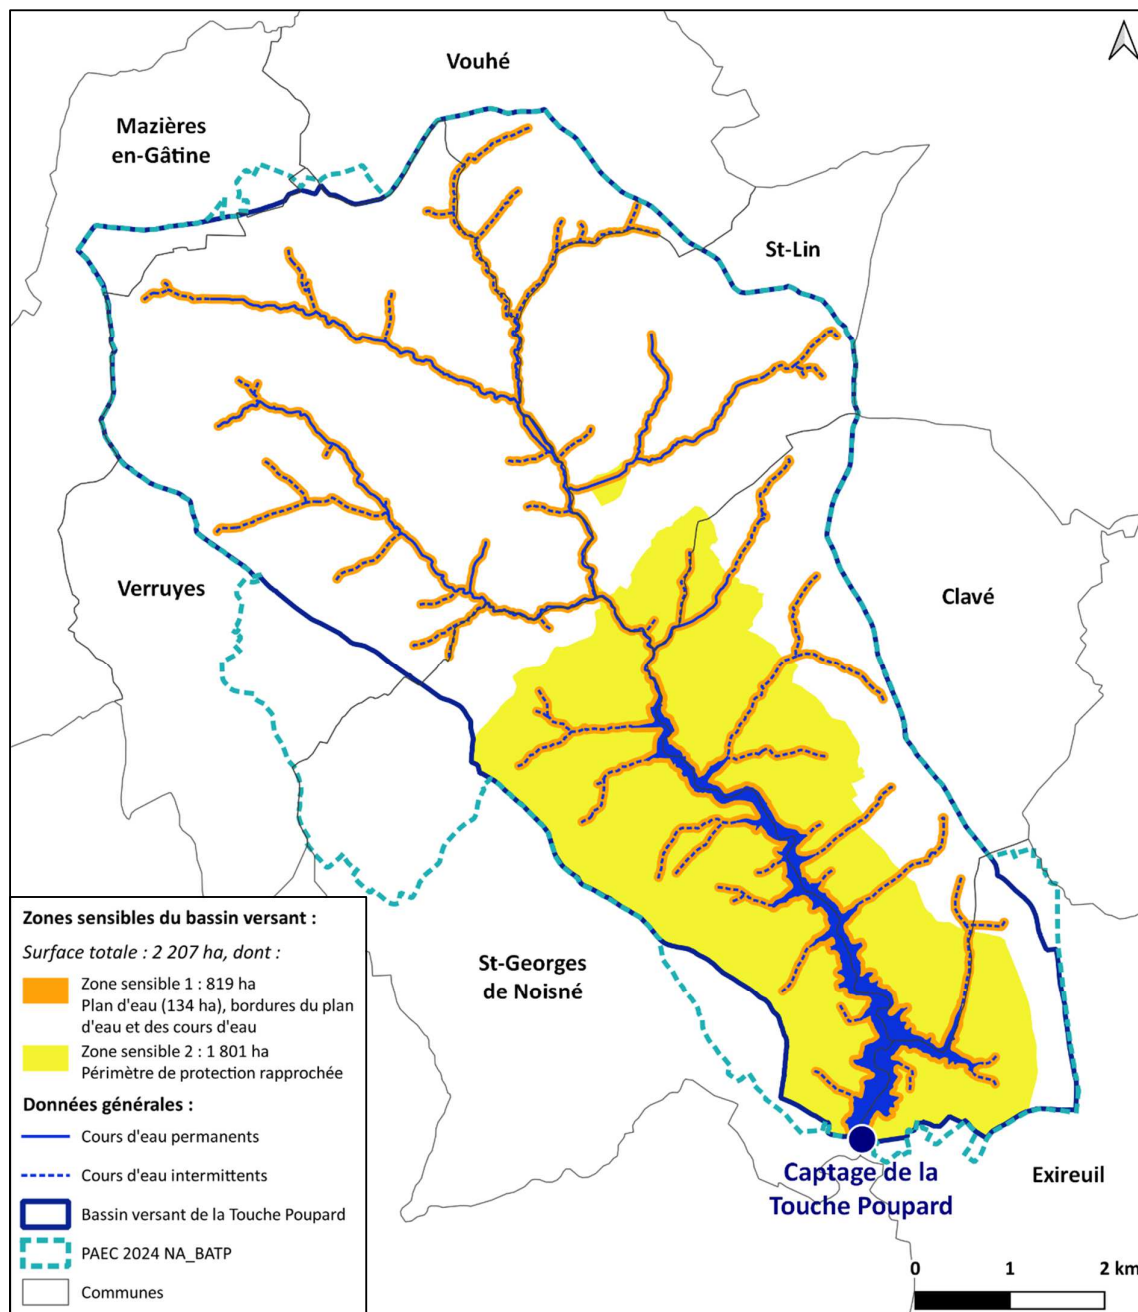 Vouhé
Mazières
en-Gâtine
St-Lin
Verruyes
Clavé
St-Georges
de Noisné
Captage de la
Touche Poupard
Exireuil
0 1 2 km
Zones sensibles du bassin versant :
Surface totale : 2 207 ha, dont :
Zone sensible 1 : 819 ha
Plan d'eau (134 ha), bordures du plan
d'eau et des cours d'eau
Zone sensible 2 : 1 801 ha
Périmètre de protection rapprochée
Données générales :
Cours d'eau permanents
Cours d'eau intermittents
Bassin versant de la Touche Poupard
PAEC 2024 NA_BATP
Communes